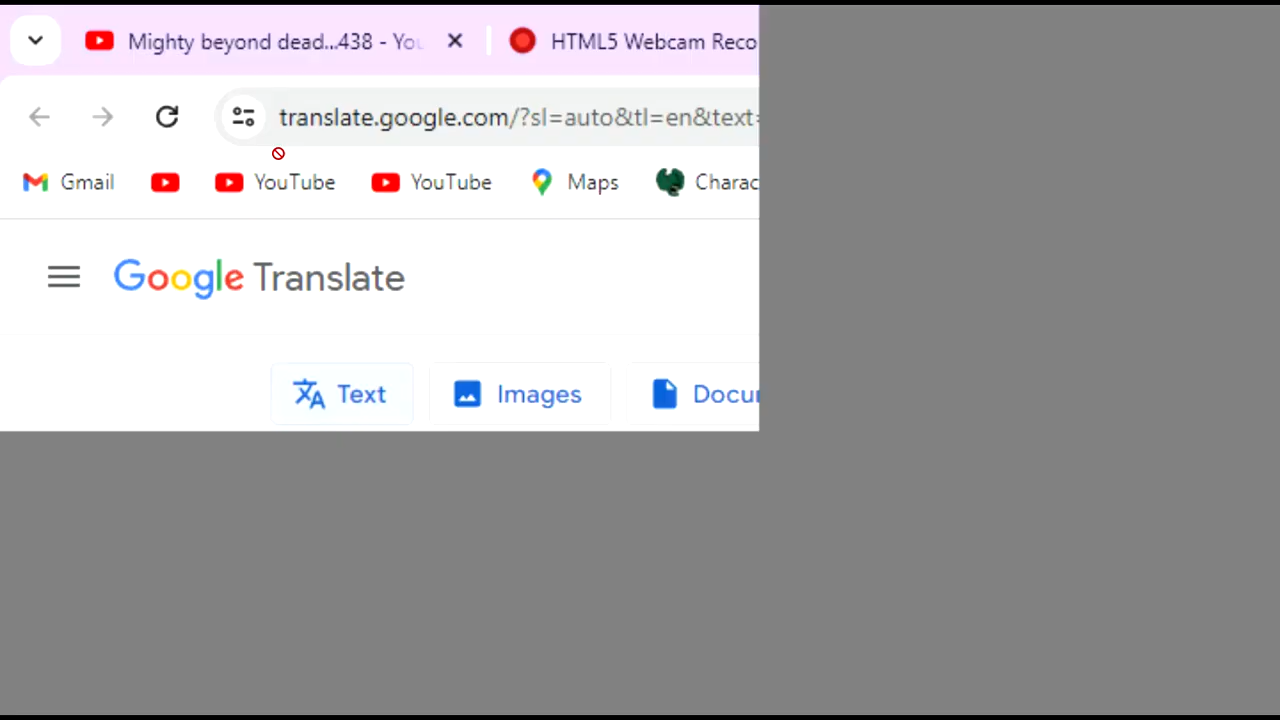 Mighty beyond dead...438 - You
HTML5 Webcam Reco
translate.google.com/?sl=auto&tl=en&text=
Gmail YouTube YouTube Maps Charac
Google Translate
Text Images Docum